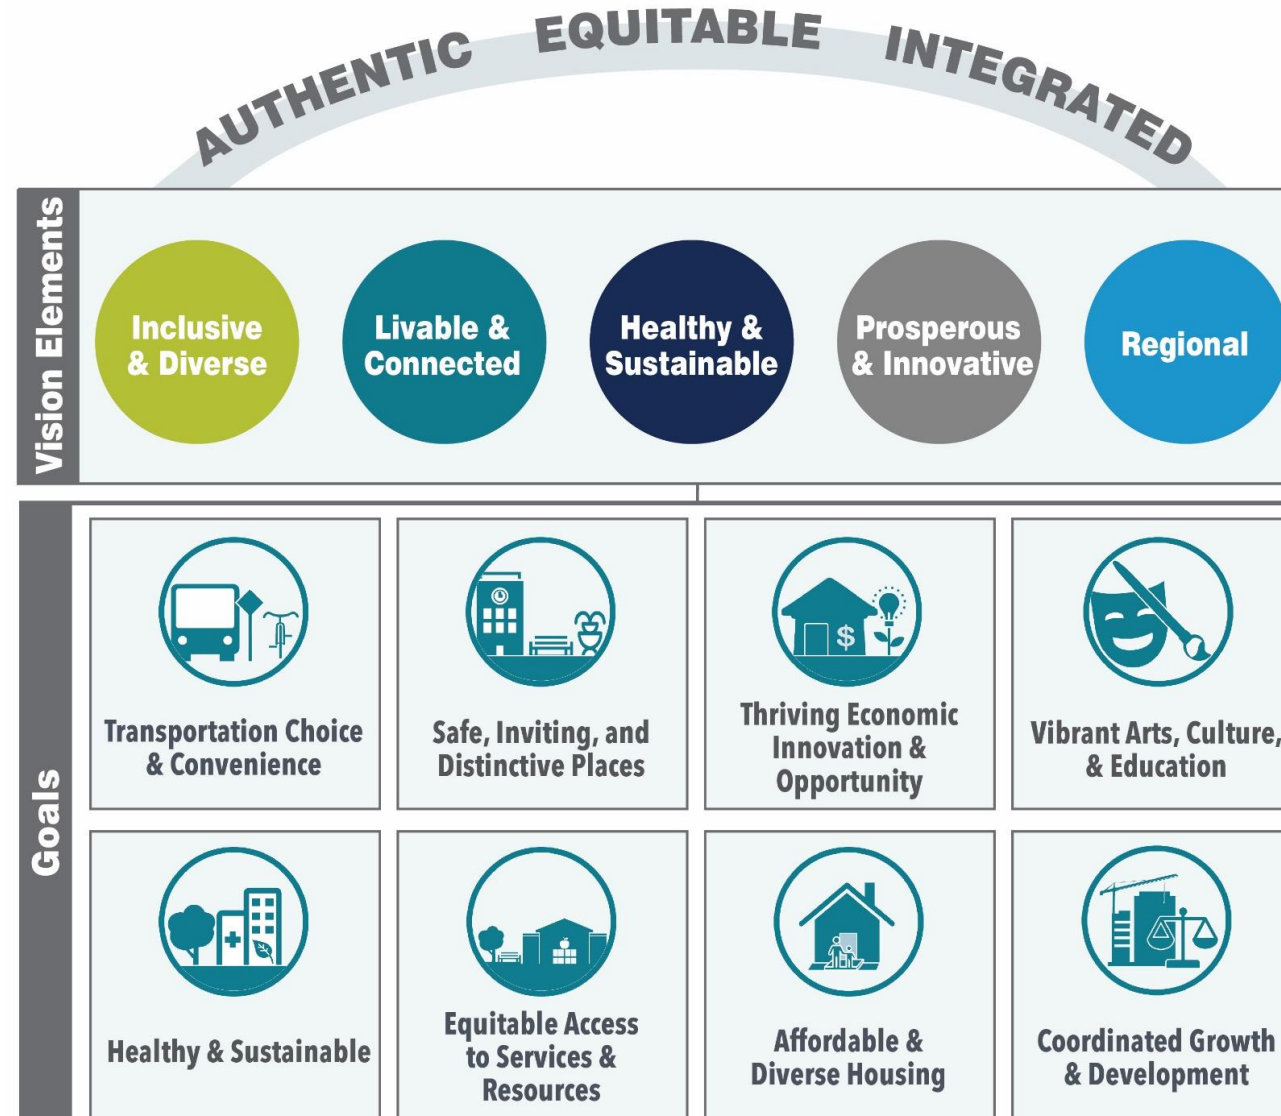 AUTHENTIC EQUITABLE INTEGRATED
Vision Elements
Inclusive
& Diverse
Livable &
Connected
Healthy &
Sustainable
Prosperous
& Innovative
Regional
Goals
Transportation Choice
& Convenience
Safe, Inviting, and
Distinctive Places
Thriving Economic
Innovation &
Opportunity
$
Vibrant Arts, Culture,
& Education
Healthy & Sustainable
Equitable Access
to Services &
Resources
Affordable &
Diverse Housing
Coordinated Growth
& Development